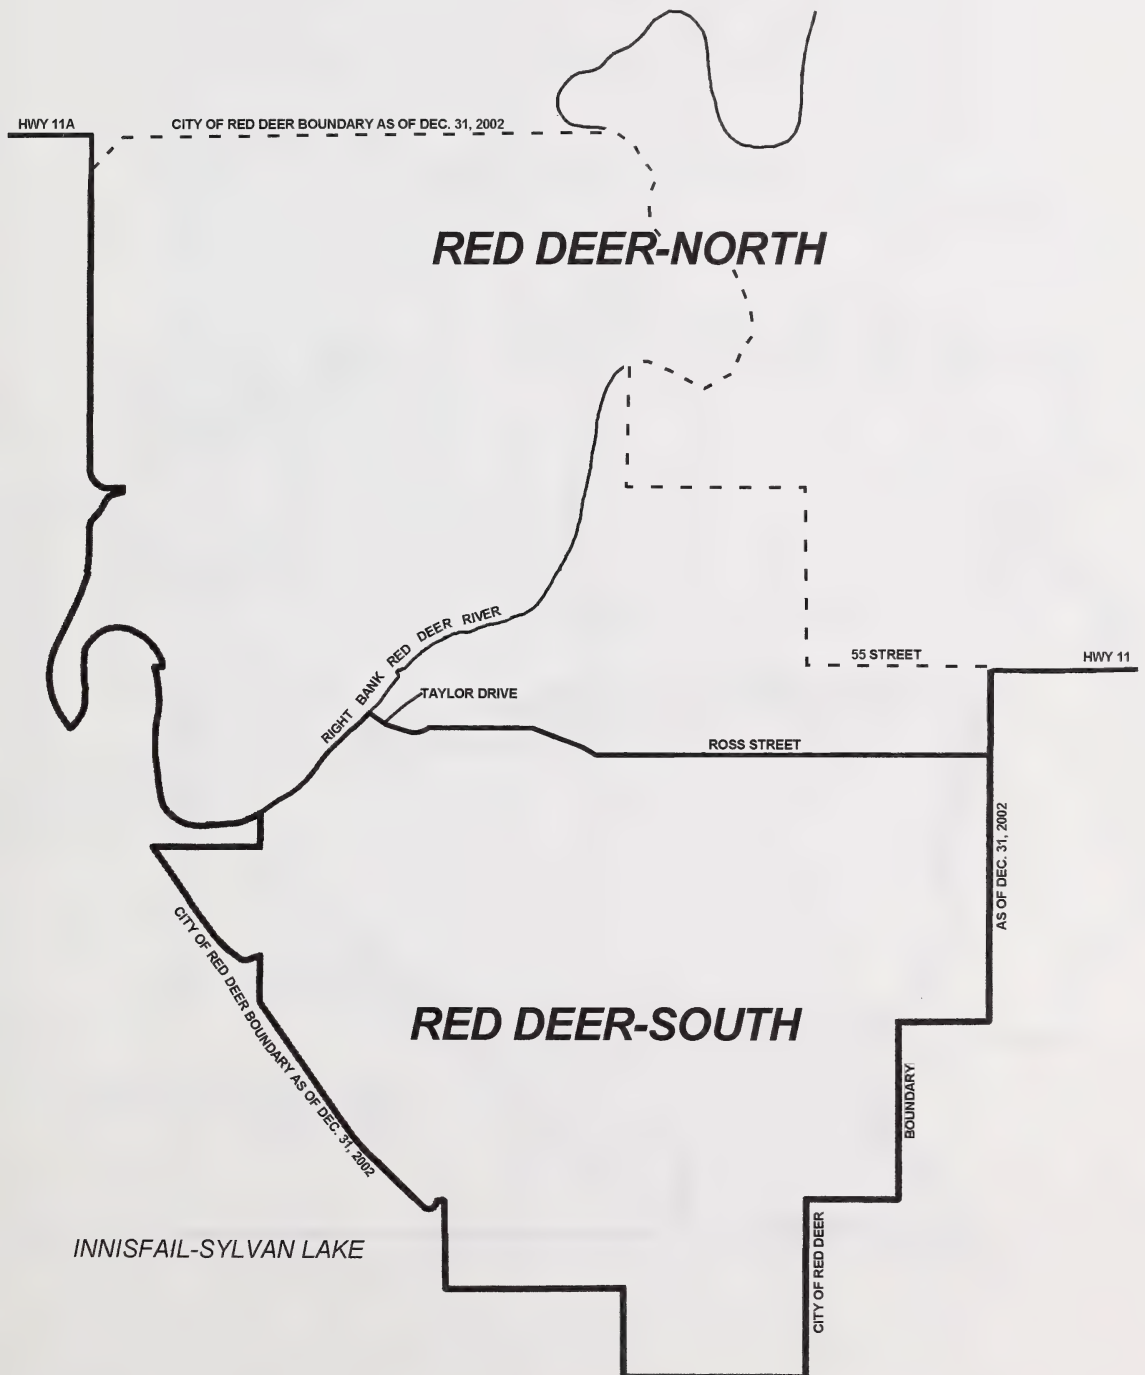 HWY 11A
CITY OF RED DEER BOUNDARY AS OF DEC. 31, 2002
RED DEER-NORTH
RIGHT BANK RED DEER RIVER
55 STREET
HWY 11
TAYLOR DRIVE
ROSS STREET
AS OF DEC. 31, 2002
CITY OF RED DEER BOUNDARY AS OF DEC. 31, 2002
RED DEER-SOUTH
BOUNDARY
CITY OF RED DEER
INNISFAIL-SYLVAN LAKE